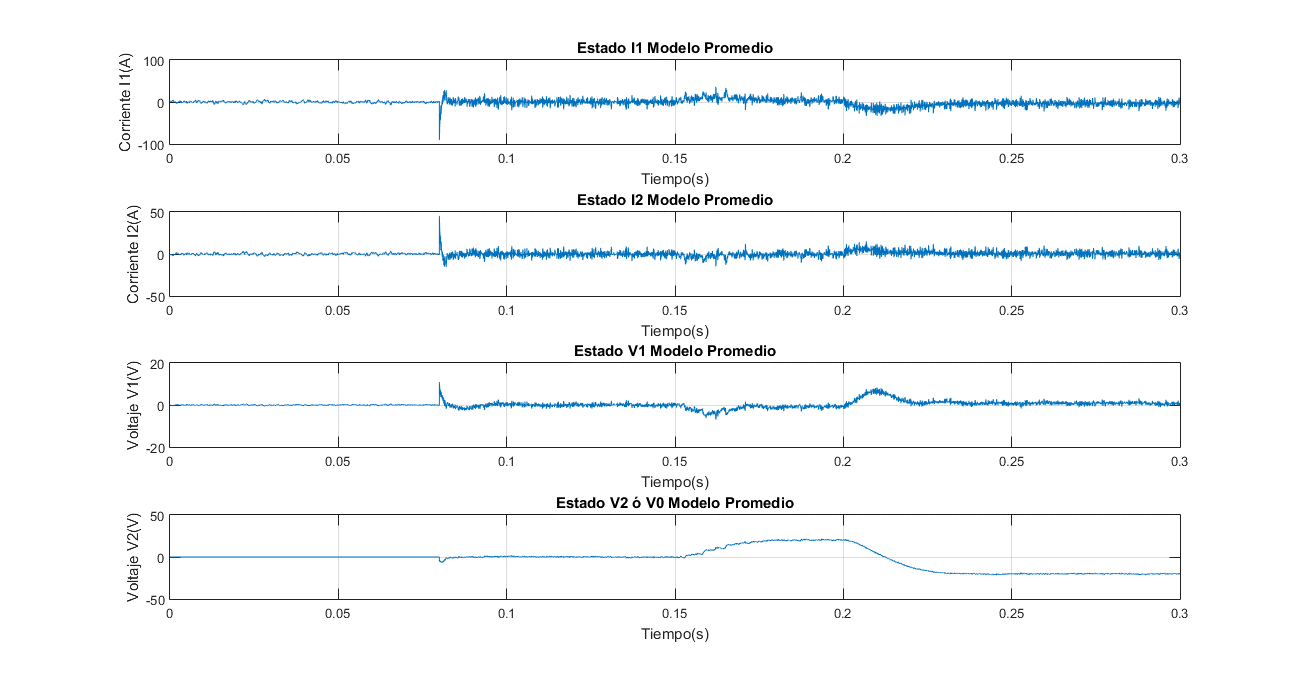 Estado I1 Modelo Promedio
Corriente I1(A)
100
0
-100
0 0.05 0.1 0.15 0.2 0.25 0.3
Tiempo(s)
Estado I2 Modelo Promedio
Corriente I2(A)
50
0
-50
0 0.05 0.1 0.15 0.2 0.25 0.3
Tiempo(s)
Estado V1 Modelo Promedio
Voltaje V1(V)
20
0
-20
0 0.05 0.1 0.15 0.2 0.25 0.3
Tiempo(s)
Estado V2 ó V0 Modelo Promedio
Voltaje V2(V)
50
0
-50
0 0.05 0.1 0.15 0.2 0.25 0.3
Tiempo(s)